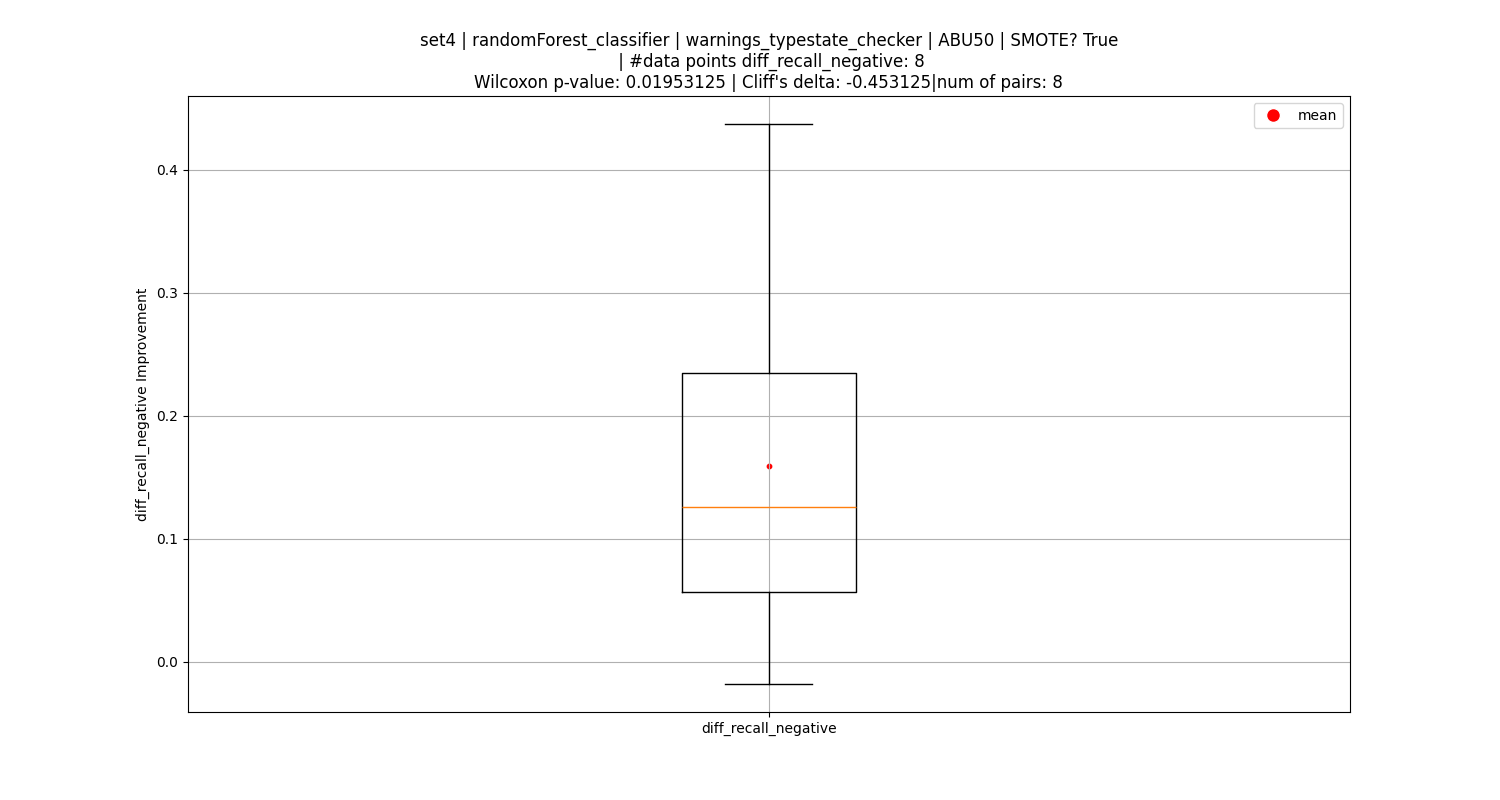 set4 | randomForest_classifier | warnings_typestate_checker | ABU50 | SMOTE? True
| #data points diff_recall_negative: 8
Wilcoxon p-value: 0.01953125 | Cliff's delta: -0.453125|num of pairs: 8
mean
0.4
0.3
0.2
0.1
0.0
diff_recall_negative Improvement
diff_recall_negative